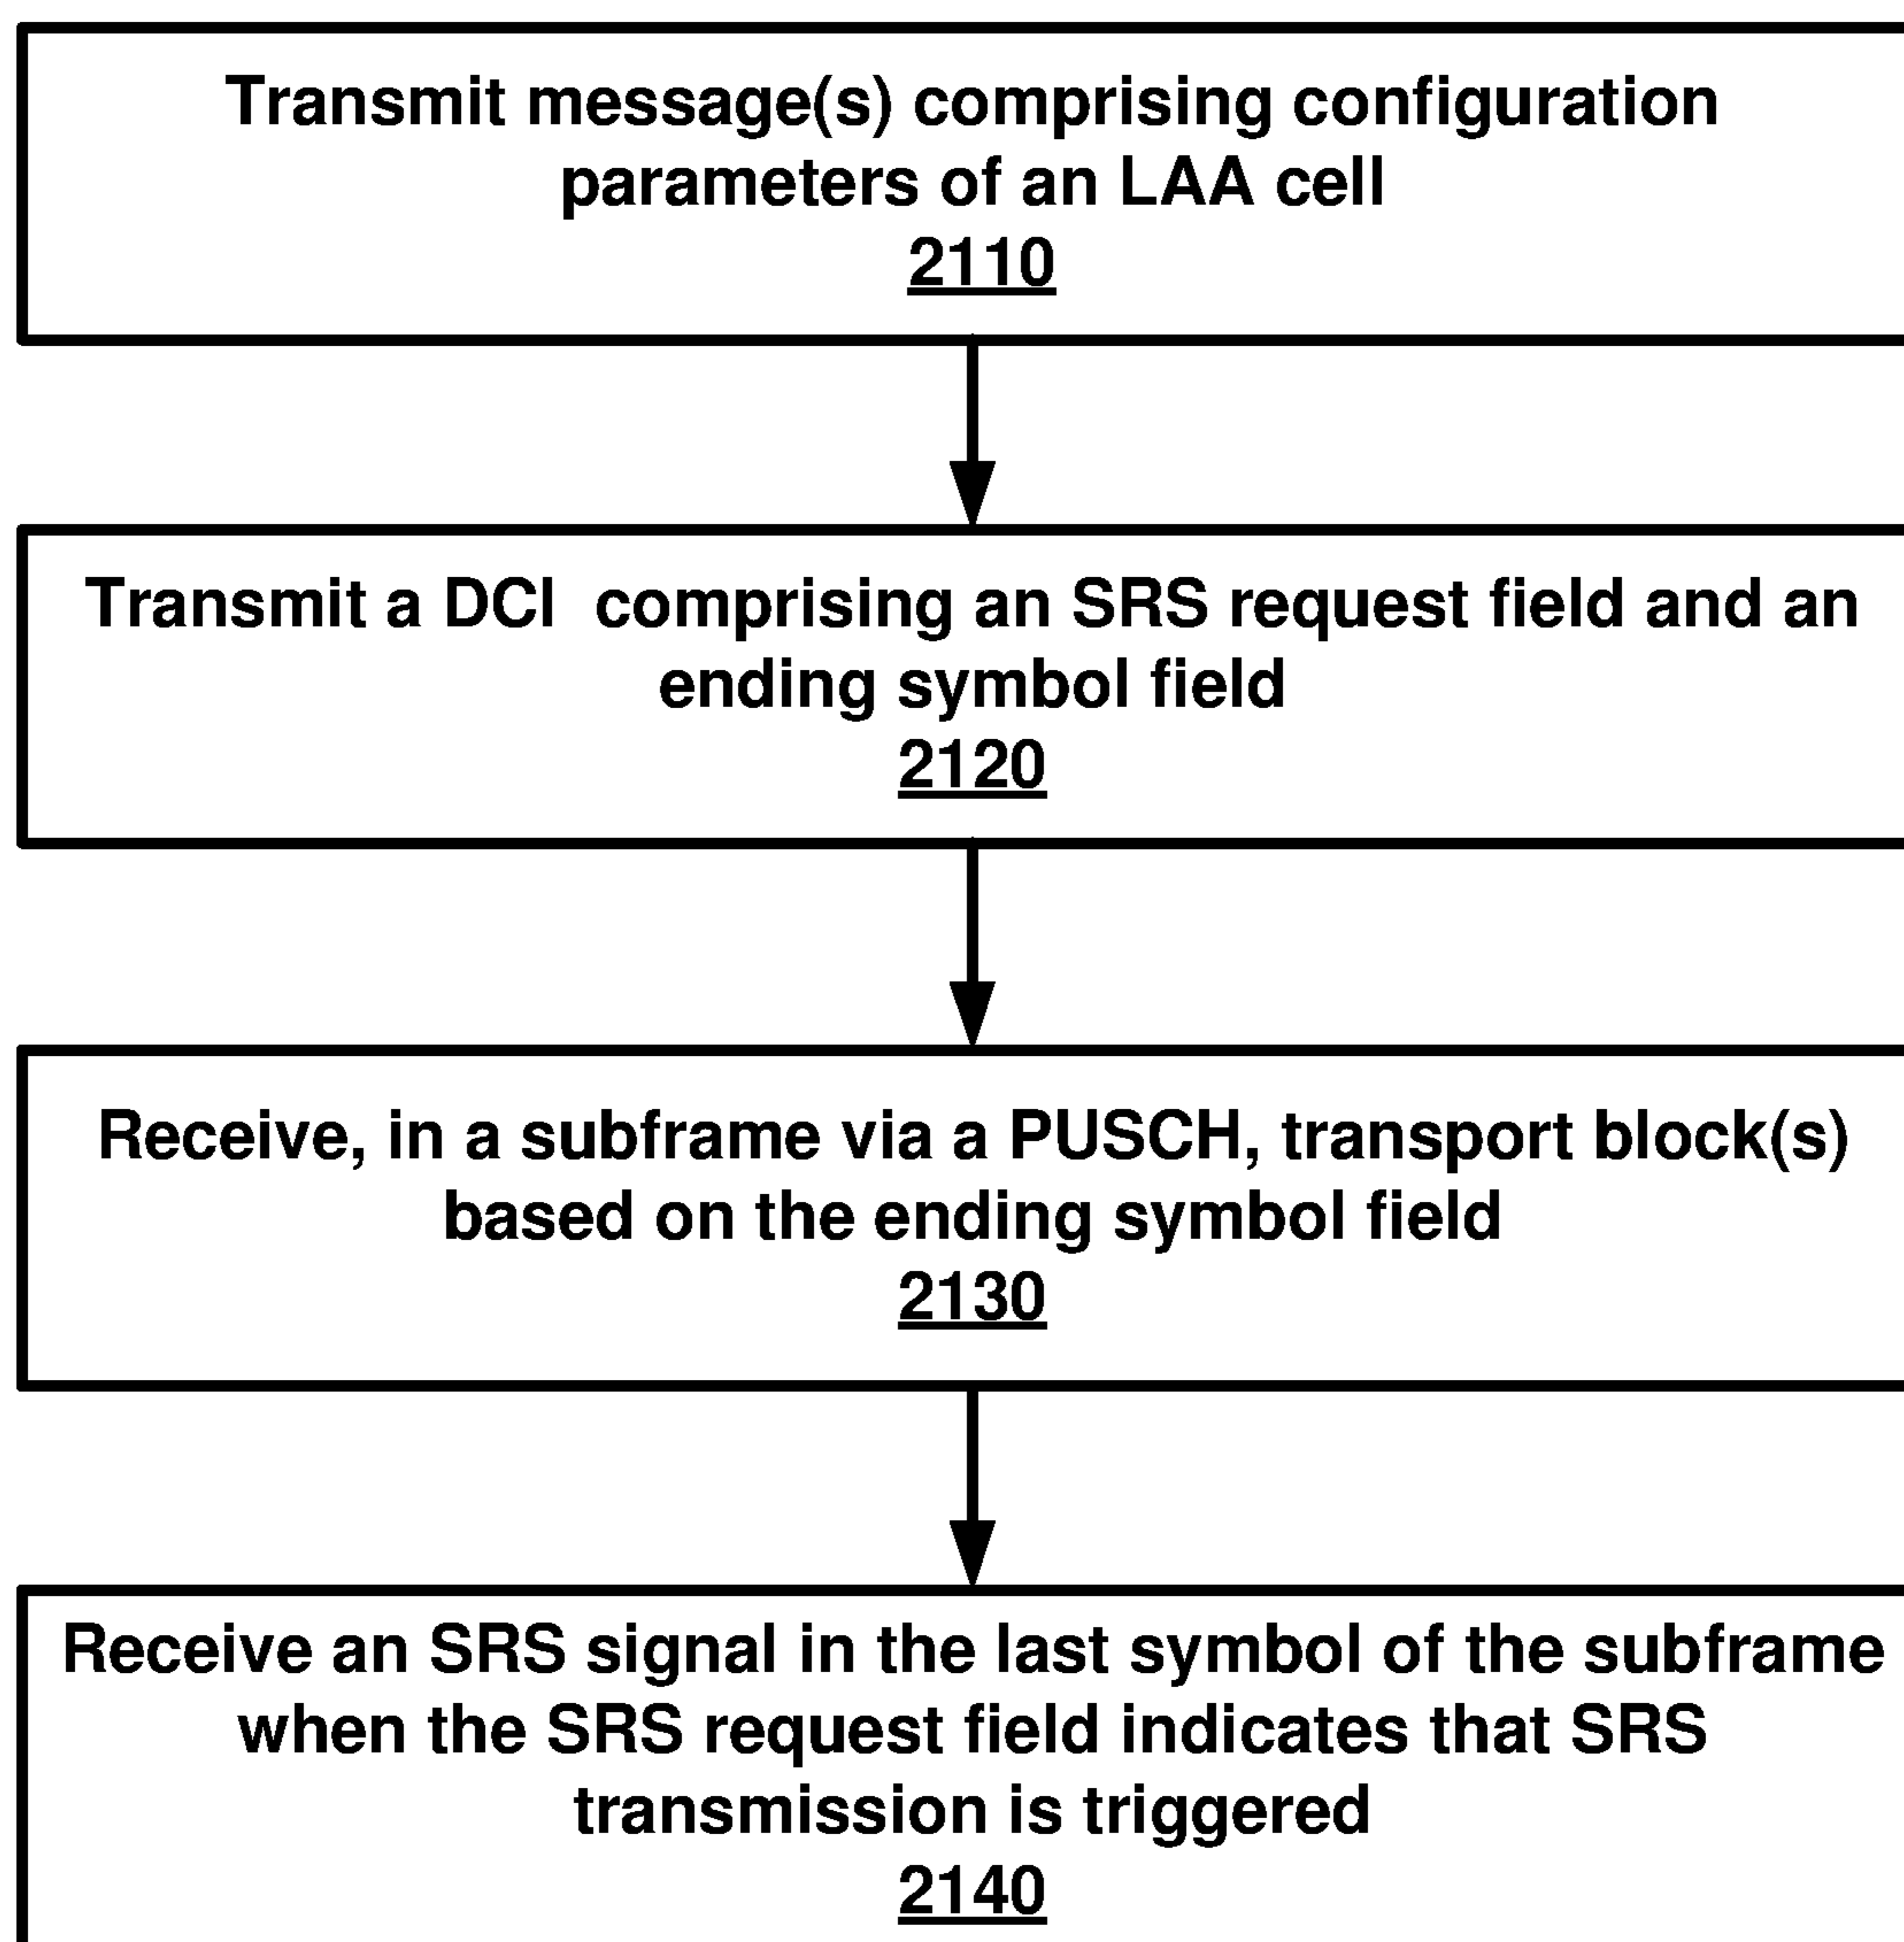 Transmit message(s) comprising configuration
parameters of an LAA cell
2110
Transmit a DCI comprising an SRS request field and an
ending symbol field
2120
Receive, in a subframe via a PUSCH, transport block(s)
based on the ending symbol field
2130
Receive an SRS signal in the last symbol of the subframe
when the SRS request field indicates that SRS
transmission is triggered
2140